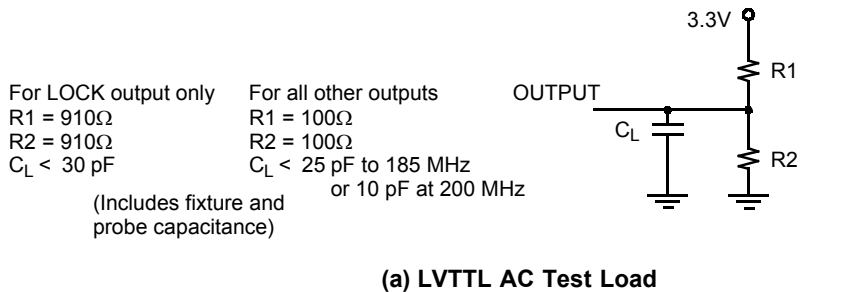 3.3V
R1
For LOCK output only
R1 = 910Ω
R2 = 910Ω
CL < 30 pF
For all other outputs
R1 = 100Ω
R2 = 100Ω
CL < 25 pF to 185 MHz
or 10 pF at 200 MHz
(Includes fixture and
probe capacitance)
OUTPUT
CL
R2
(a) LVTTL AC Test Load